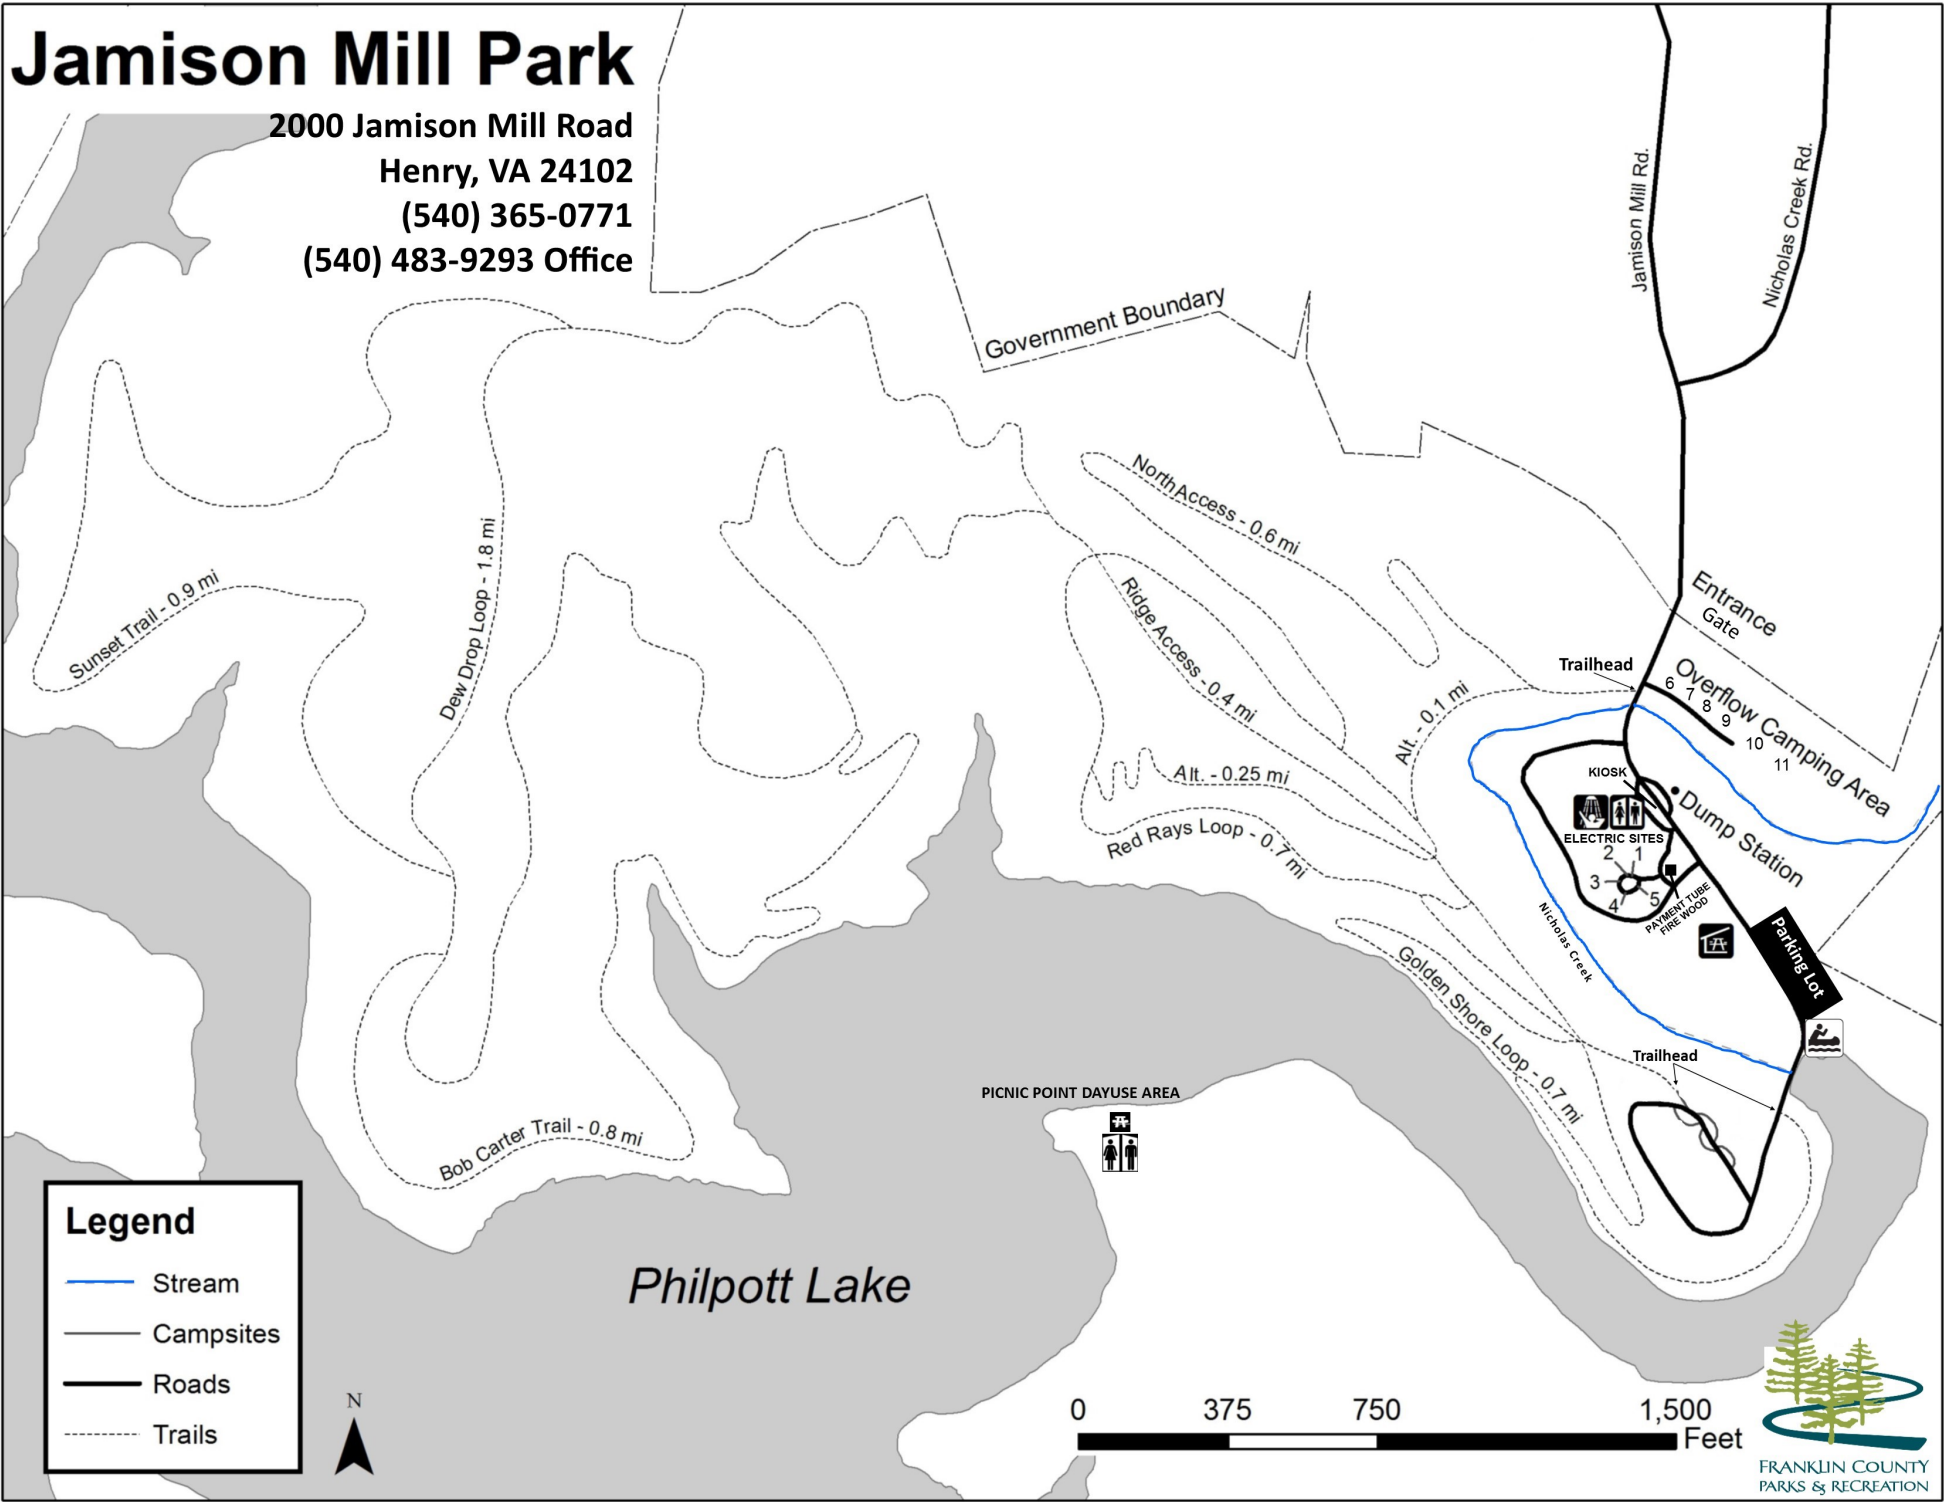 Jamison Mill Park
2000 Jamison Mill Road
Henry, VA 24102
(540) 365-0771
(540) 483-9293 Office
Jamison Mill Rd.
Nicholas Creek Rd.
Government Boundary
NorthAccess - 0.6 mi
Ridge Access - 0.4 mi
Sunset Trail - 0.9 mi
Dew Drop Loop - 1.8 mi
Entrance
Gate
Trailhead
Overflow Camping Area
6
7
8
9
10
11
Alt. - 0.1 mi
Alt. - 0.25 mi
Red Rays Loop - 0.7 mi
KIOSK
Dump Station
ELECTRIC SITES
2
1
3
4
5
PAYMENT TUBE
FIRE WOOD
Nicholas Creek
Parking Lot
Golden Shore Loop - 0.7 mi
Trailhead
PICNIC POINT DAYUSE AREA
Bob Carter Trail - 0.8 mi
Philpott Lake
Legend
Stream
Campsites
Roads
Trails
N
0 375 750 1,500
Feet
FRANKLIN COUNTY
PARKS & RECREATION